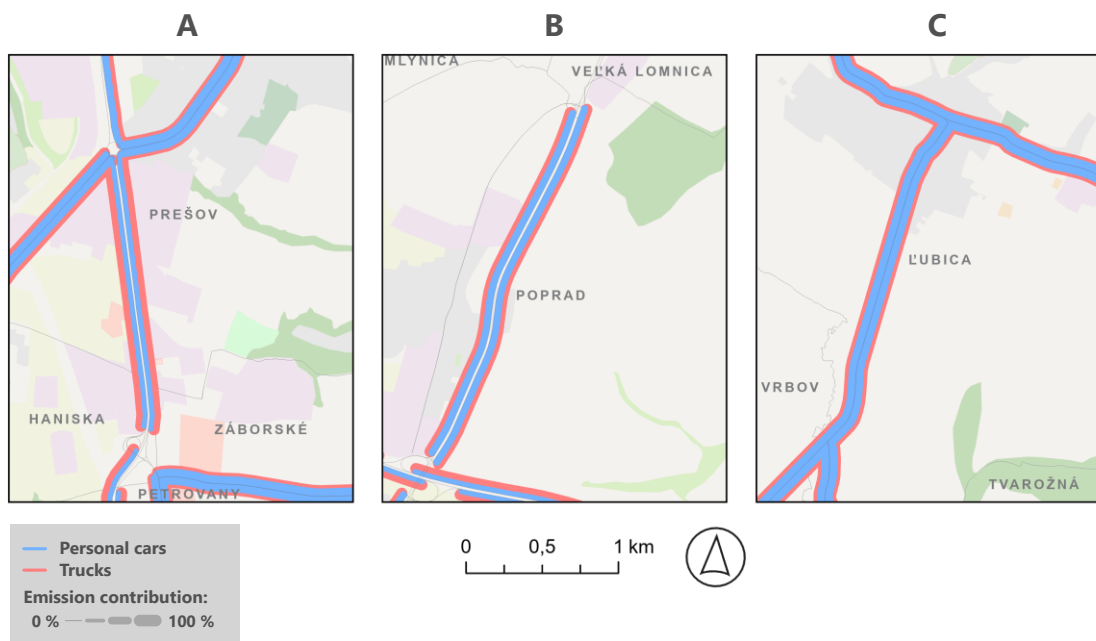 A B C
MLYNICA
VEĽKÁ LOMNICA
PREŠOV
POPRAD
ĽUBICA
VRBOV
HANISKA
ZÁBORSKÉ
PETROVANY
TVAROŽNÁ
Personal cars
Trucks
Emission contribution:
0 % 100 %
0 0,5 1 km